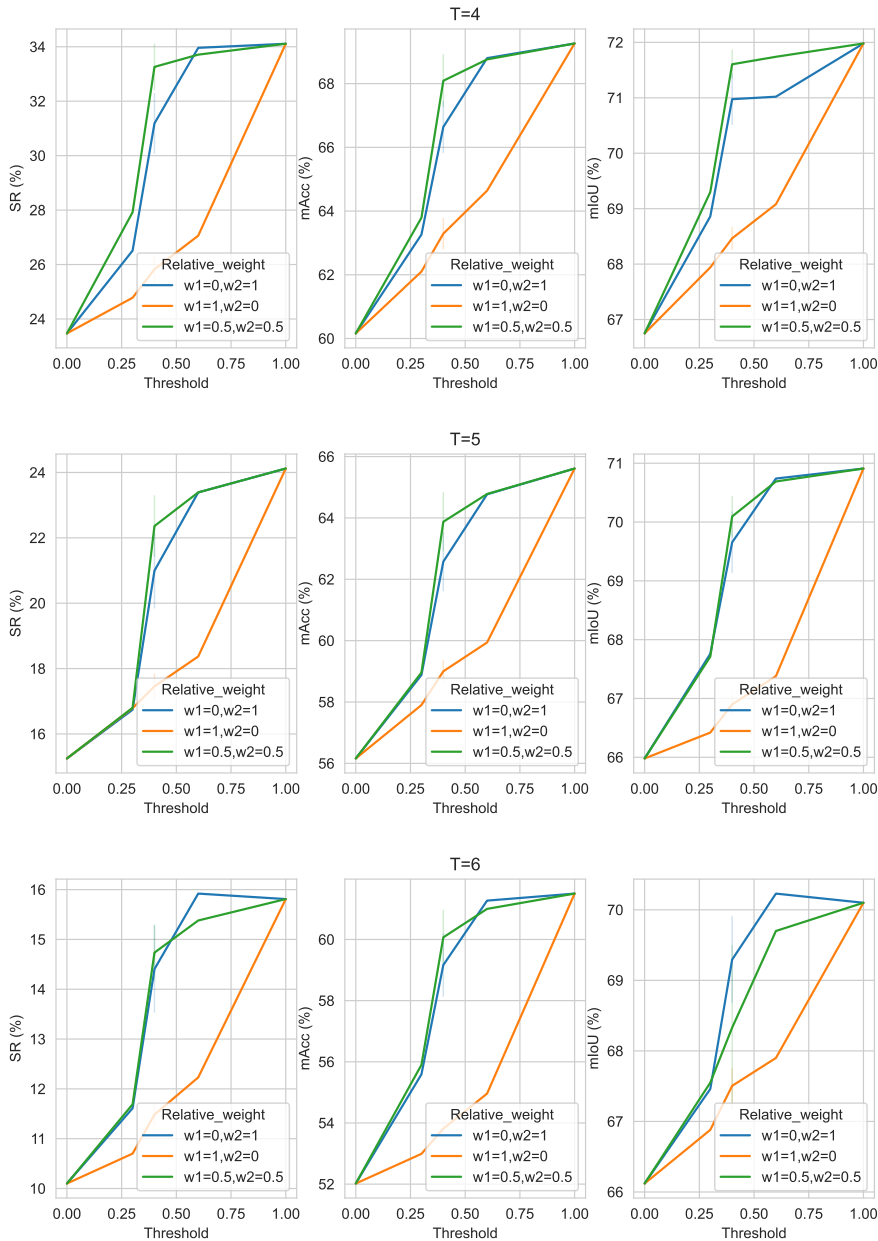 T=4
SR (%)
34
32
30
28
26
24
0.00 0.25 0.50 0.75 1.00
Threshold
Relative_weight
w1=0,w2=1
w1=1,w2=0
w1=0.5,w2=0.5
mAcc (%)
68
66
64
62
60
0.00 0.25 0.50 0.75 1.00
Threshold
Relative_weight
w1=0,w2=1
w1=1,w2=0
w1=0.5,w2=0.5
mIoU (%)
72
71
70
69
68
67
0.00 0.25 0.50 0.75 1.00
Threshold
Relative_weight
w1=0,w2=1
w1=1,w2=0
w1=0.5,w2=0.5
T=5
SR (%)
24
22
20
18
16
0.00 0.25 0.50 0.75 1.00
Threshold
Relative_weight
w1=0,w2=1
w1=1,w2=0
w1=0.5,w2=0.5
mAcc (%)
66
64
62
60
58
56
0.00 0.25 0.50 0.75 1.00
Threshold
Relative_weight
w1=0,w2=1
w1=1,w2=0
w1=0.5,w2=0.5
mIoU (%)
71
70
69
68
67
66
0.00 0.25 0.50 0.75 1.00
Threshold
Relative_weight
w1=0,w2=1
w1=1,w2=0
w1=0.5,w2=0.5
T=6
SR (%)
16
15
14
13
12
11
10
0.00 0.25 0.50 0.75 1.00
Threshold
Relative_weight
w1=0,w2=1
w1=1,w2=0
w1=0.5,w2=0.5
mAcc (%)
60
58
56
54
52
0.00 0.25 0.50 0.75 1.00
Threshold
Relative_weight
w1=0,w2=1
w1=1,w2=0
w1=0.5,w2=0.5
mIoU (%)
70
69
68
67
66
0.00 0.25 0.50 0.75 1.00
Threshold
Relative_weight
w1=0,w2=1
w1=1,w2=0
w1=0.5,w2=0.5